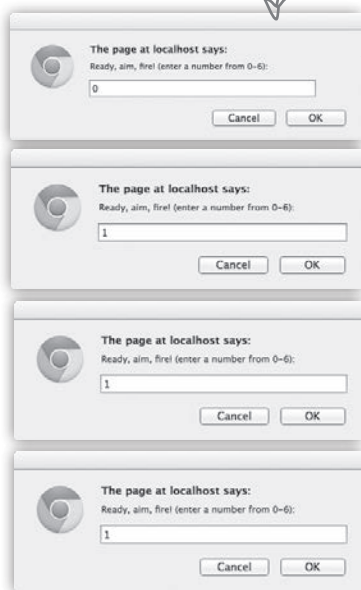 The page at localhost says:
Ready, aim, fire! (enter a number from 0-6):
0
Cancel OK
The page at localhost says:
Ready, aim, fire! (enter a number from 0-6):
1
Cancel OK
The page at localhost says:
Ready, aim, fire! (enter a number from 0-6):
1
Cancel OK
The page at localhost says:
Ready, aim, fire! (enter a number from 0-6):
1
Cancel OK